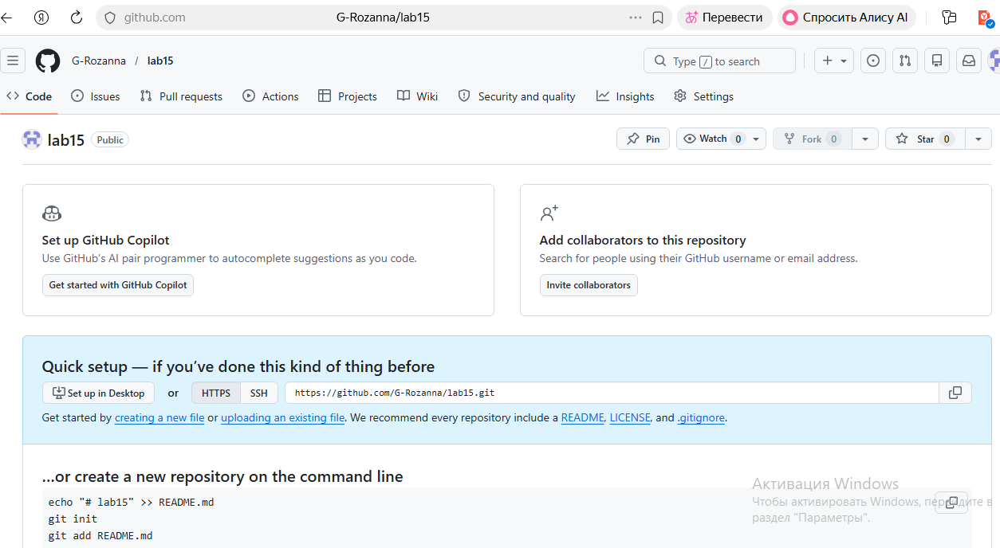 github.com G-Rozanna/lab15 Перевести Спросить Алису AI
G-Rozanna / lab15 Type / to search
Code Issues Pull requests Actions Projects Wiki Security and quality Insights Settings
lab15 Public Pin Watch 0 Fork 0 Star 0
Set up GitHub Copilot
Use GitHub's AI pair programmer to autocomplete suggestions as you code.
Get started with GitHub Copilot
Add collaborators to this repository
Search for people using their GitHub username or email address.
Invite collaborators
Quick setup — if you've done this kind of thing before
Set up in Desktop or HTTPS SSH https://github.com/G-Rozanna/lab15.git
Get started by creating a new file or uploading an existing file. We recommend every repository include a README, LICENSE, and .gitignore.
...or create a new repository on the command line
echo "# lab15" >> README.md
git init
git add README.md
Активация Windows
Чтобы активировать Windows, перейдите в
раздел "Параметры".